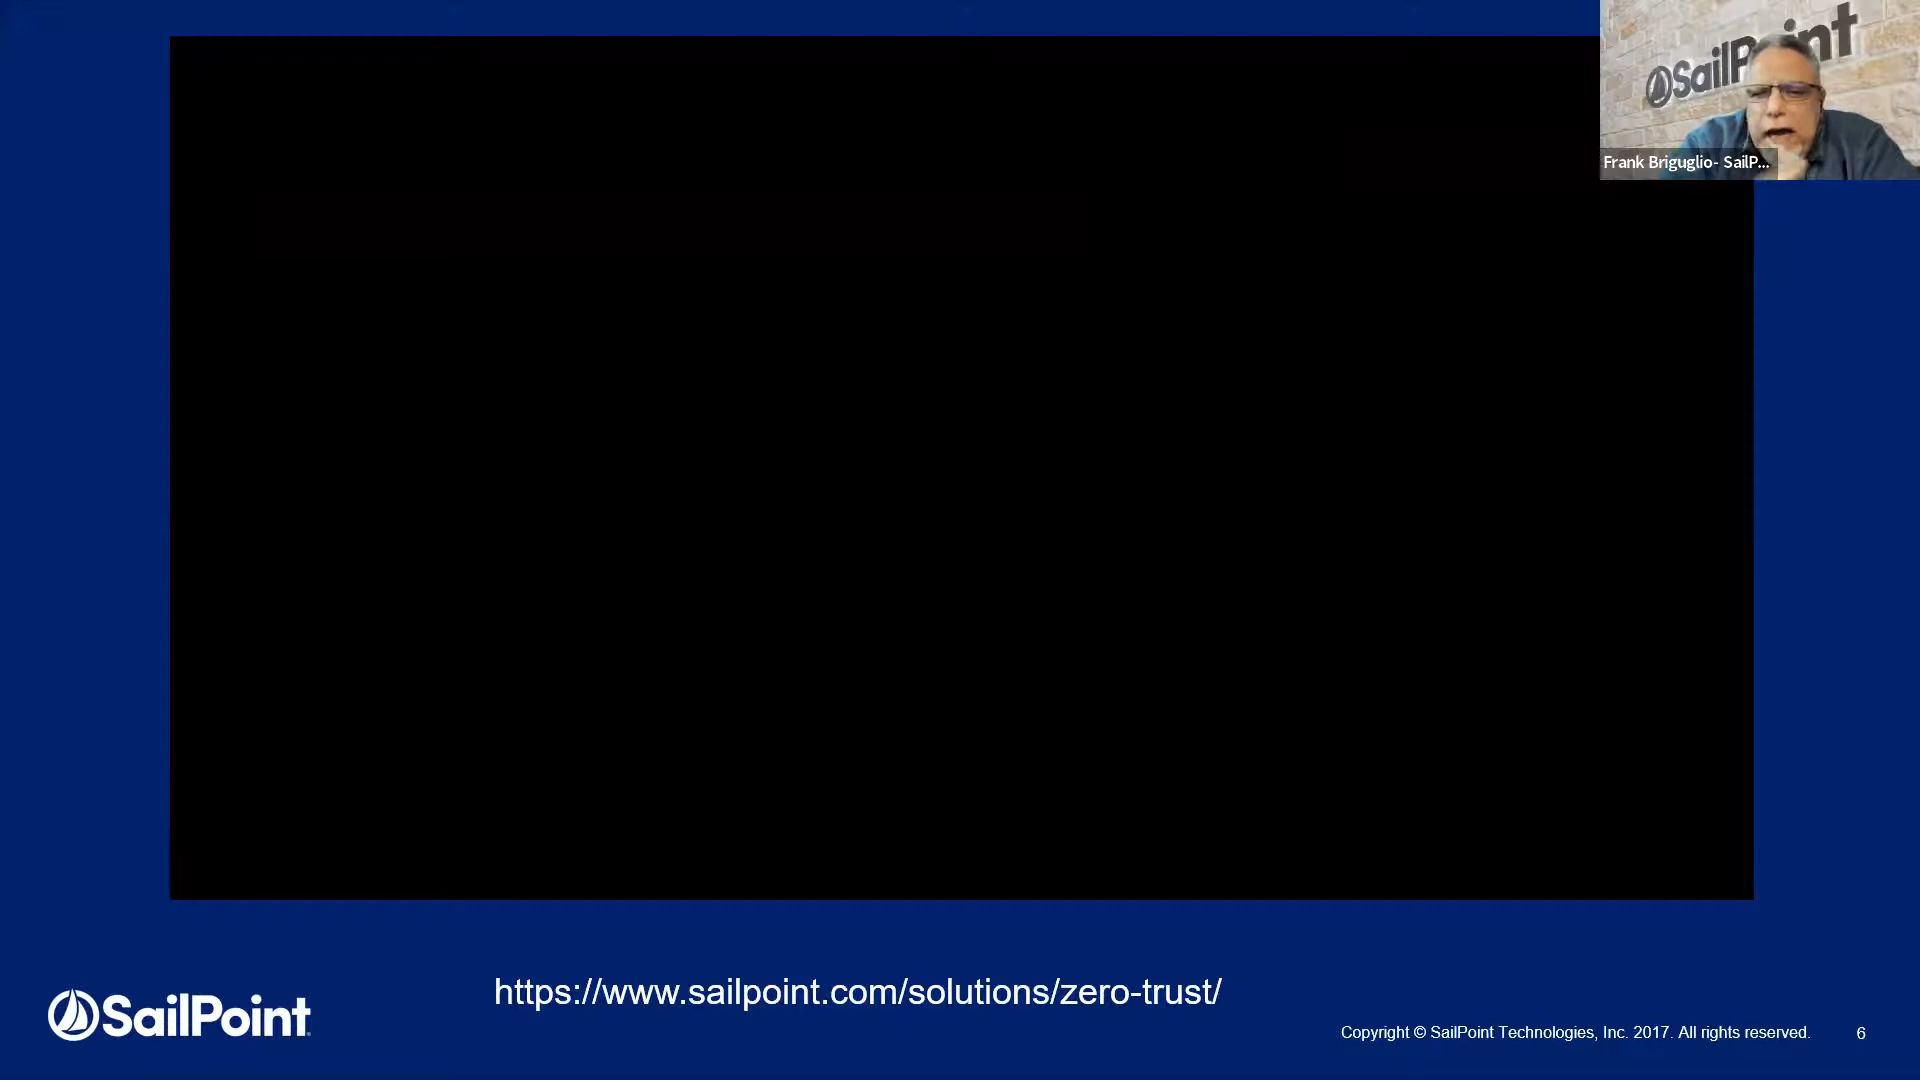 SailPoint
Frank Briguglio- SailP...
https://www.sailpoint.com/solutions/zero-trust/
SailPoint
Copyright © SailPoint Technologies, Inc. 2017. All rights reserved.
6